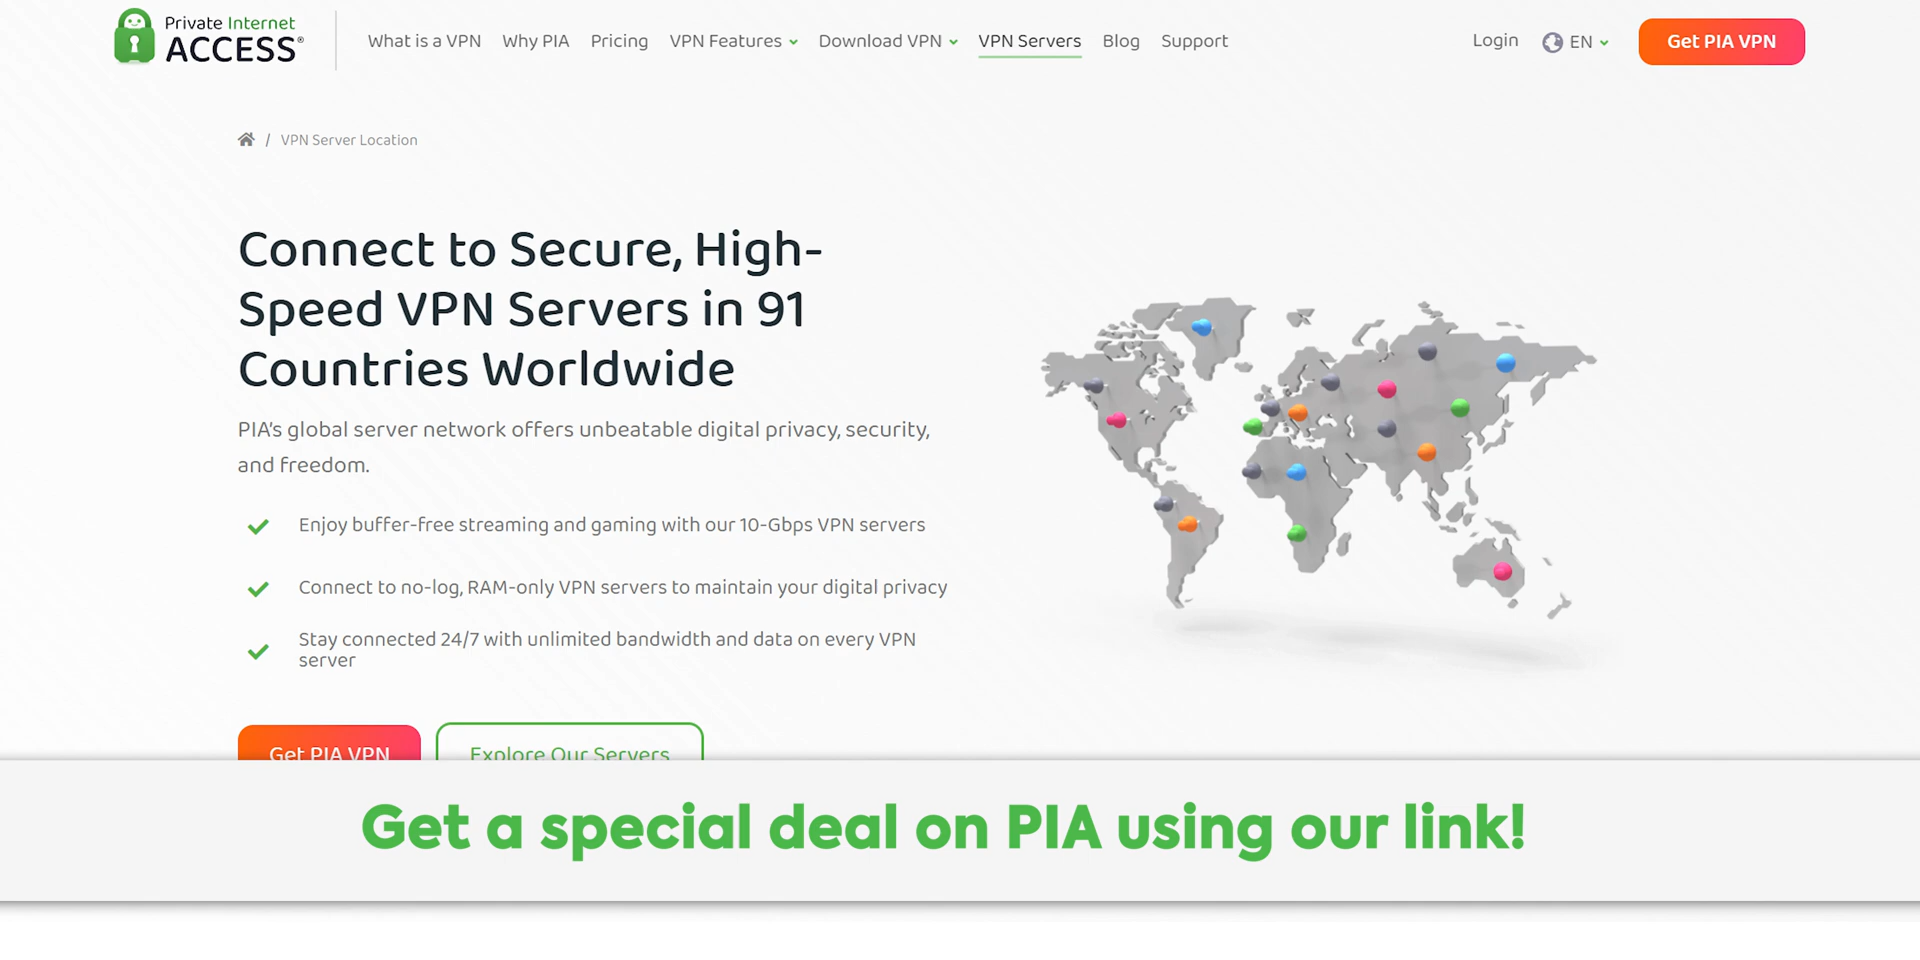 Private Internet
ACCESS®
What is a VPN
Why PIA
Pricing
VPN Features
Download VPN
VPN Servers
Blog
Support
Login
EN
Get PIA VPN
/ VPN Server Location
Connect to Secure, High-
Speed VPN Servers in 91
Countries Worldwide
PIA's global server network offers unbeatable digital privacy, security,
and freedom.
Enjoy buffer-free streaming and gaming with our 10-Gbps VPN servers
Connect to no-log, RAM-only VPN servers to maintain your digital privacy
Stay connected 24/7 with unlimited bandwidth and data on every VPN
server
Get PIA VPN
Explore Our Servers
Get a special deal on PIA using our link!